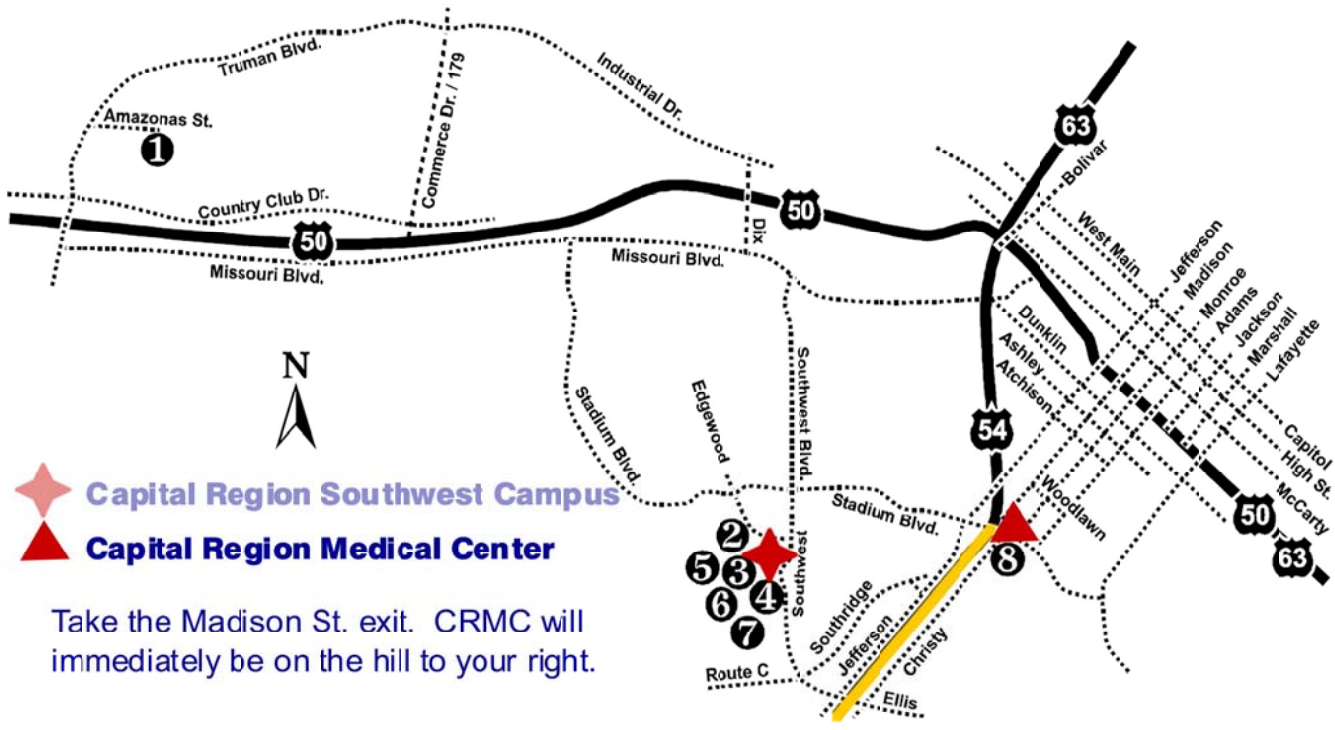 Truman Blvd.
Industrial Dr.
Commerce Dr. / 179
Amazonas St.
1
63
Bolivar
Country Club Dr.
50
50
Dix
Missouri Blvd.
Missouri Blvd.
West Main
Jefferson
Madison
Monroe
Adams
Jackson
Marshall
Lafayette
Dunklin
Ashley
Atchison
N
Stadium Blvd.
Edgewood
Southwest Blvd.
54
Capitol
High St.
McCarty
50
63
Capital Region Southwest Campus
Capital Region Medical Center
Stadium Blvd.
Woodlawn
2
5
3
4
6
7
8
Southwest
Southridge
Jefferson
Christy
Route C
Ellis
Take the Madison St. exit. CRMC will
immediately be on the hill to your right.